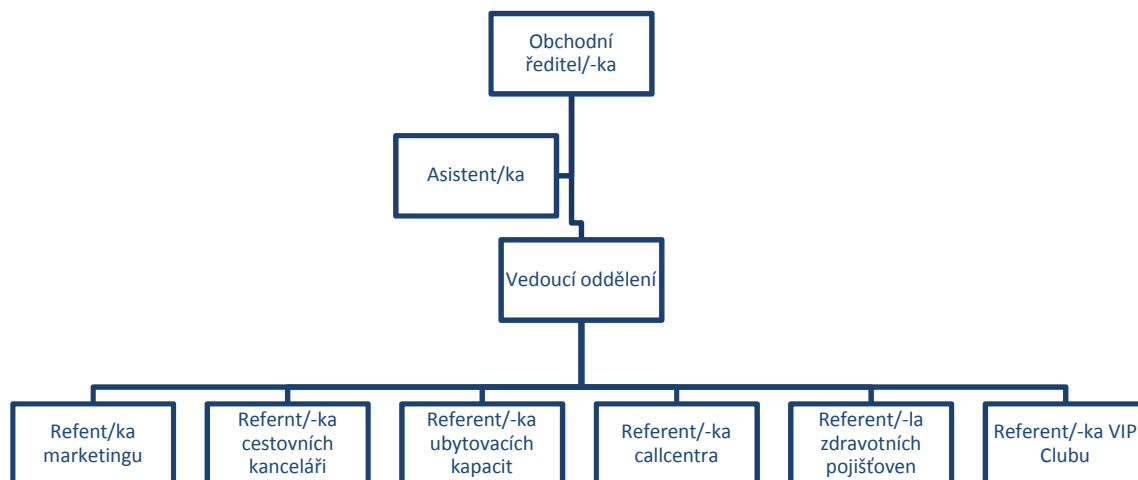 Obchodní
ředitel/-ka
Asistent/ka
Vedoucí oddělení
Refent/ka
marketingu
Refernt/-ka
cestovních
kanceláři
Referent/-ka
ubytovacích
kapacit
Referent/-ka
callcentra
Referent/-la
zdravotních
pojišťoven
Referent/-ka VIP
Clubu